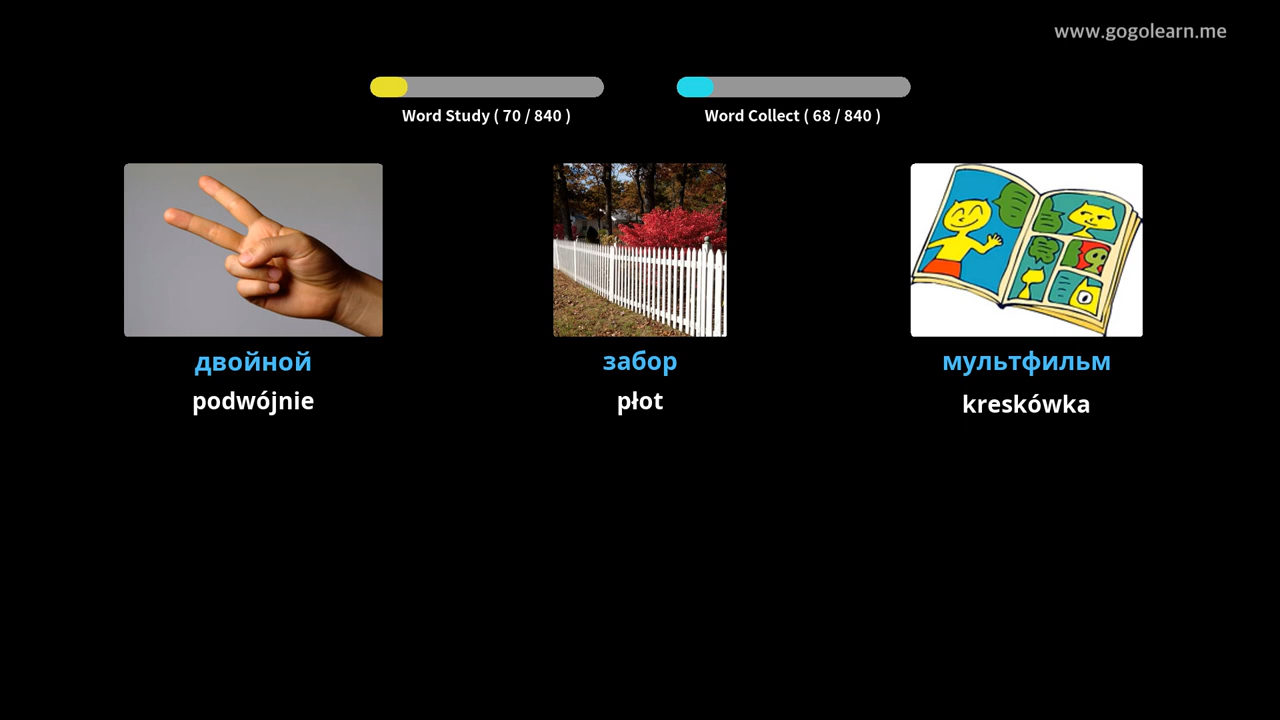 www.gogolearn.me
Word Study ( 70 / 840 )
Word Collect ( 68 / 840 )
двойной
забор
мультфильм
podwójnie
płot
kreskówka